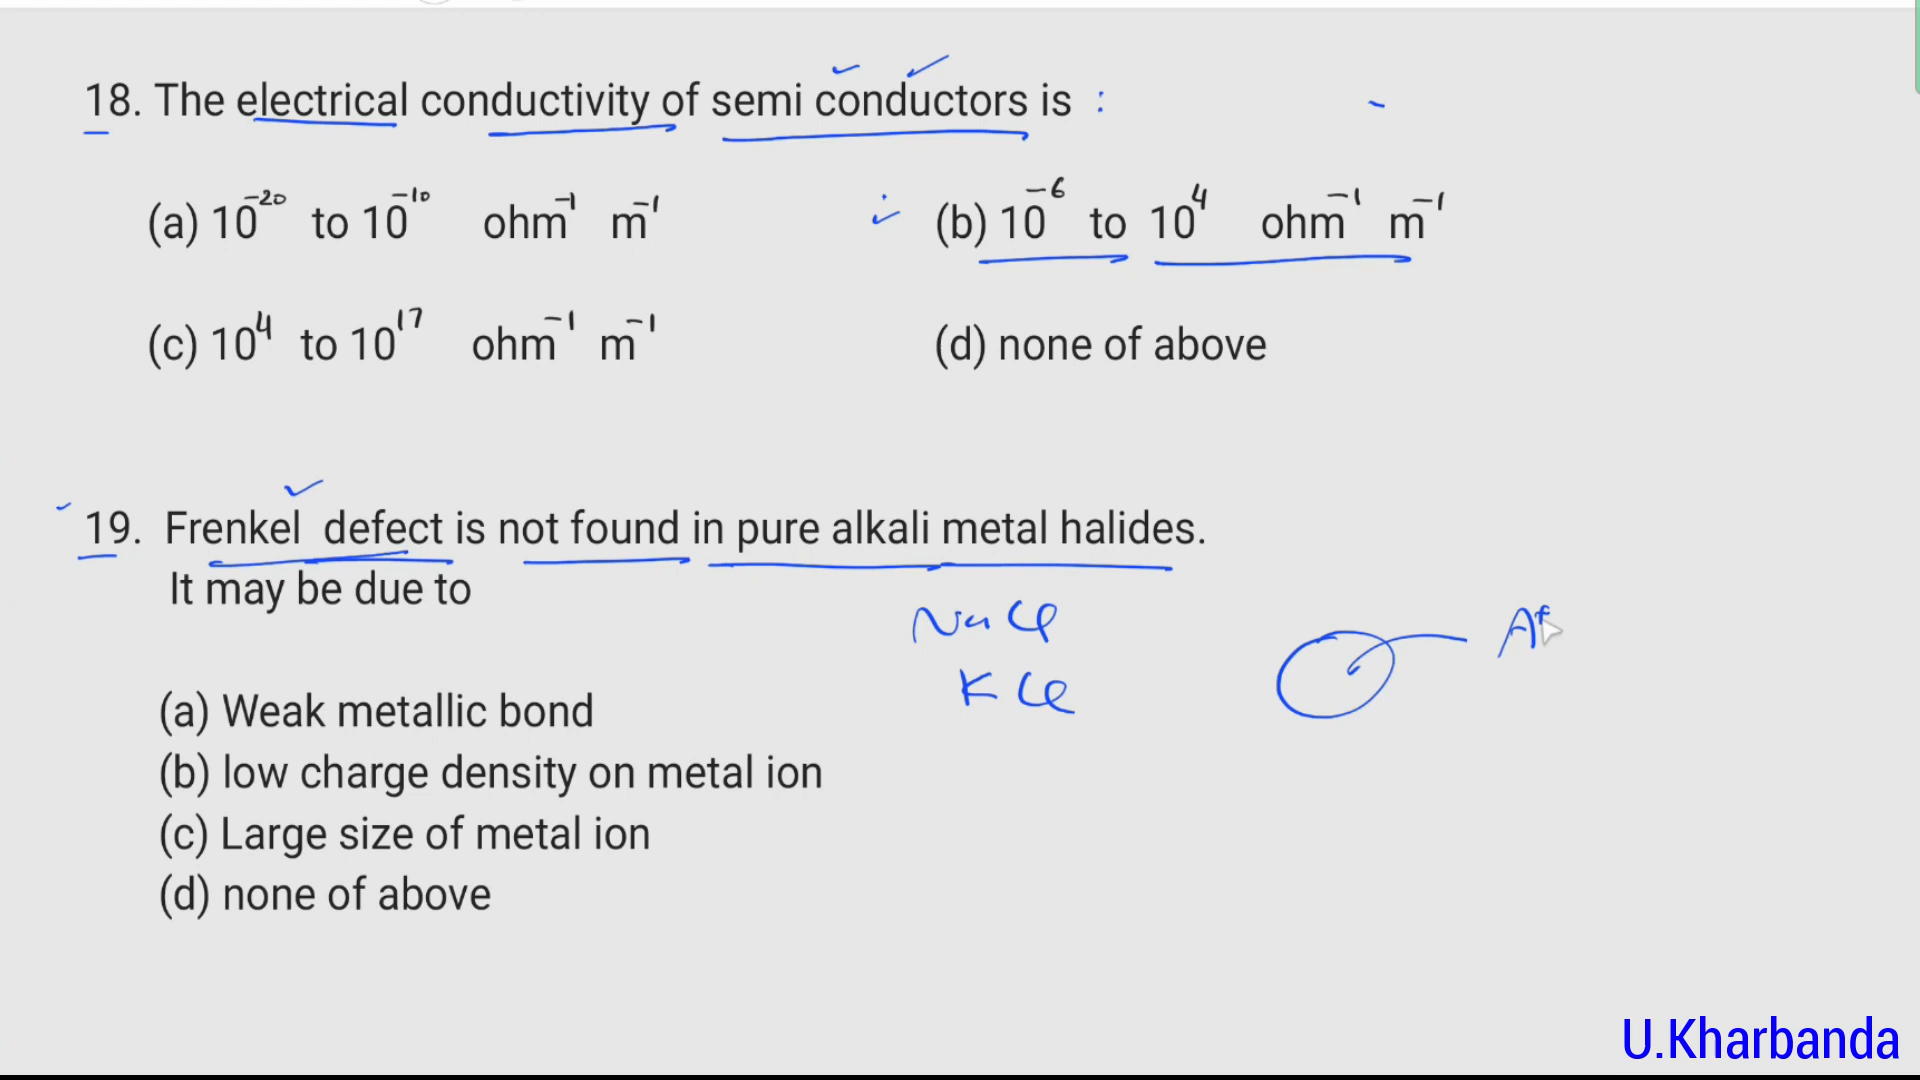 18. The electrical conductivity of semi conductors is :
(a) 10⁻²⁰ to 10⁻¹⁰ ohm⁻¹ m⁻¹ (b) 10⁻⁶ to 10⁴ ohm⁻¹ m⁻¹
(c) 10⁴ to 10¹⁷ ohm⁻¹ m⁻¹ (d) none of above
19. Frenkel defect is not found in pure alkali metal halides.
It may be due to
NaCl
KCl
(a) Weak metallic bond
(b) low charge density on metal ion
(c) Large size of metal ion
(d) none of above
U.Kharbanda